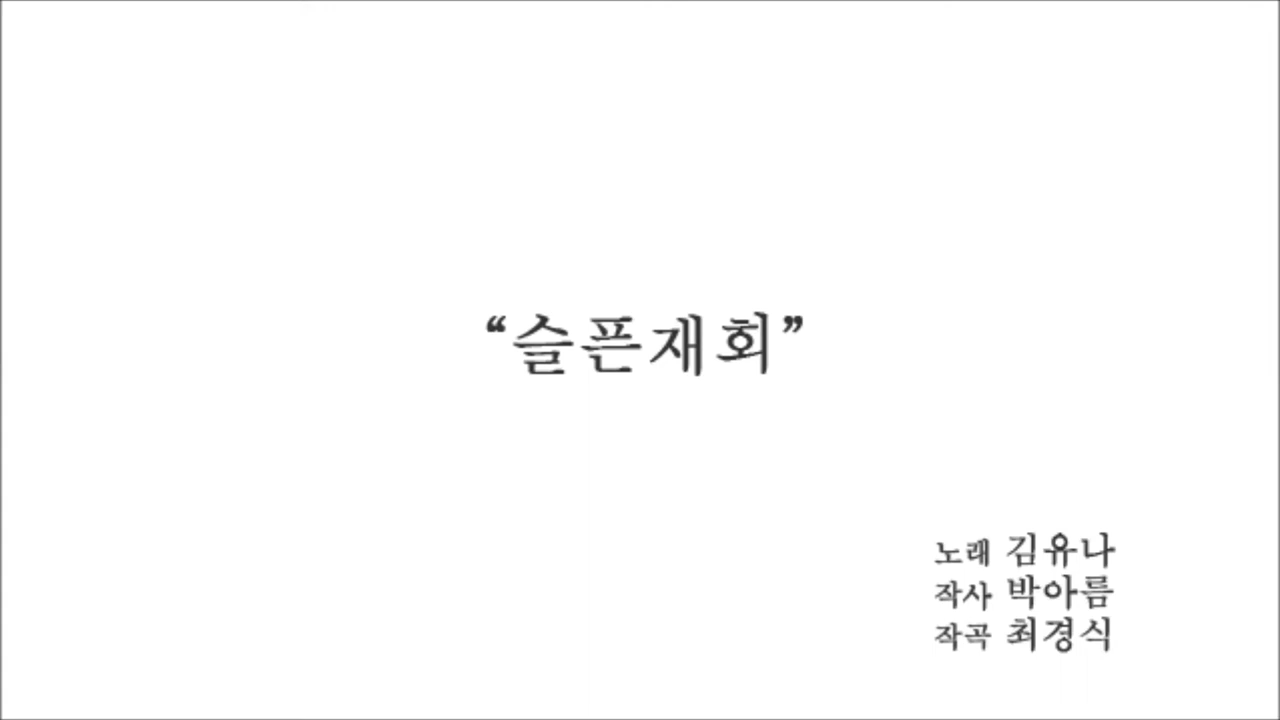 “슬픈재회”
노래 김유나
작사 박아름
작곡 최경식